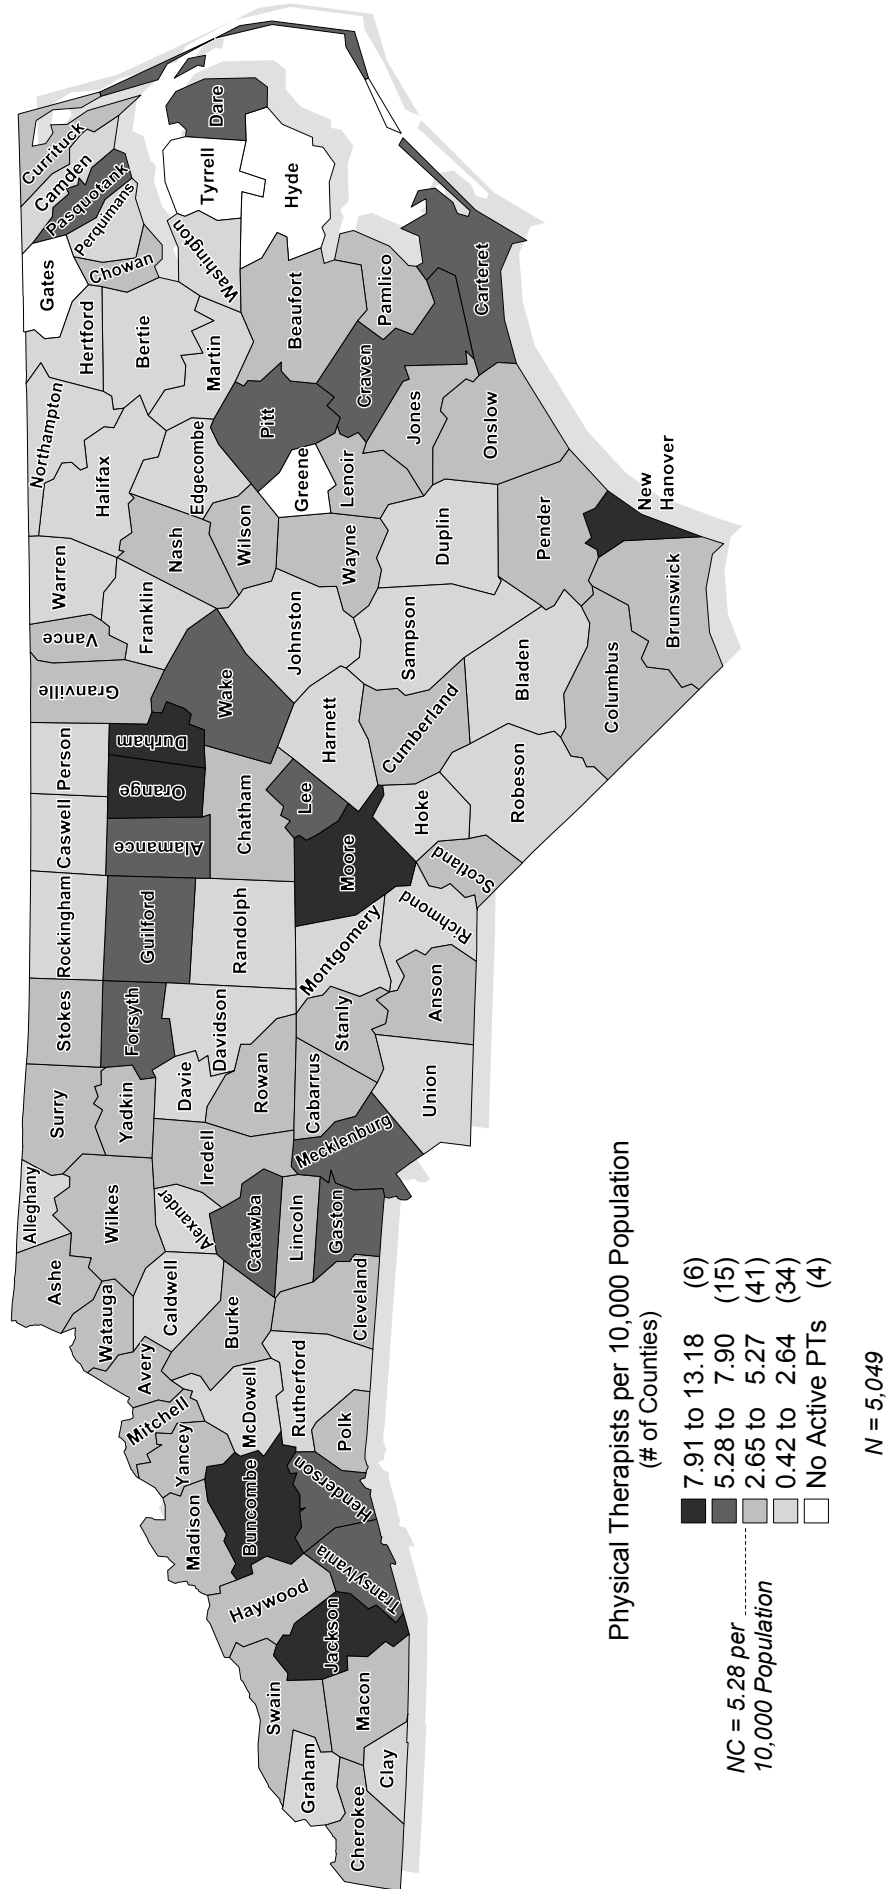 Ashe
Alleghany
Surry
Stokes
Rockingham
Caswell
Person
Granville
Vance
Warren
Northampton
Hertford
Gates
Chowan
Perquimans
Pasquotank
Camden
Currituck
Watauga
Wilkes
Yadkin
Forsyth
Guilford
Alamance
Orange
Durham
Franklin
Halifax
Bertie
Mitchell
Avery
Caldwell
Alexander
Davie
Davidson
Randolph
Chatham
Wake
Nash
Edgecombe
Martin
Washington
Tyrrell
Dare
Madison
Yancey
McDowell
Burke
Catawba
Iredell
Rowan
Lee
Johnston
Wilson
Greene
Pitt
Beaufort
Hyde
Swain
Haywood
Buncombe
Rutherford
Lincoln
Cabarrus
Stanly
Montgomery
Moore
Harnett
Wayne
Lenoir
Craven
Pamlico
Graham
Jackson
Transylvania
Henderson
Polk
Cleveland
Gaston
Mecklenburg
Union
Anson
Richmond
Scotland
Hoke
Cumberland
Sampson
Duplin
Jones
Carteret
Cherokee
Clay
Macon
Robeson
Bladen
Pender
Onslow
Columbus
Brunswick
New
Hanover
Physical Therapists per 10,000 Population
(# of Counties)
7.91 to 13.18 (6)
5.28 to 7.90 (15)
2.65 to 5.27 (41)
0.42 to 2.64 (34)
No Active PTs (4)
NC = 5.28 per
10,000 Population
N = 5,049